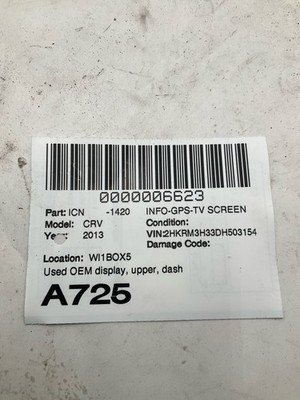 0000006623
Part: ICN -1420 INFO-GPS-TV SCREEN
Model: CRV Condition:
Year: 2013 VIN:2HKRM3H33DH503154
Damage Code:
Location: WI1BOX5
Used OEM display, upper, dash
A725